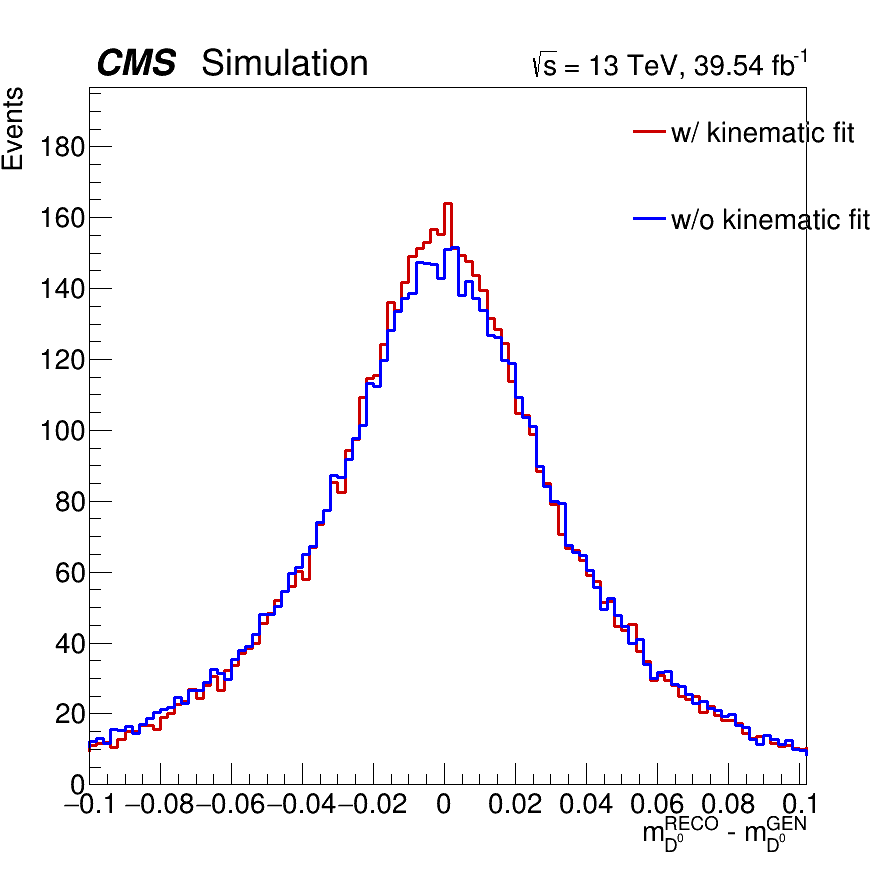 CMS Simulation
√s = 13 TeV, 39.54 fb⁻¹
Events
w/ kinematic fit
w/o kinematic fit
180
160
140
120
100
80
60
40
20
0
−0.1 −0.08 −0.06 −0.04 −0.02 0 0.02 0.04 0.06 0.08 0.1
m_{D^0}^{RECO} - m_{D^0}^{GEN}